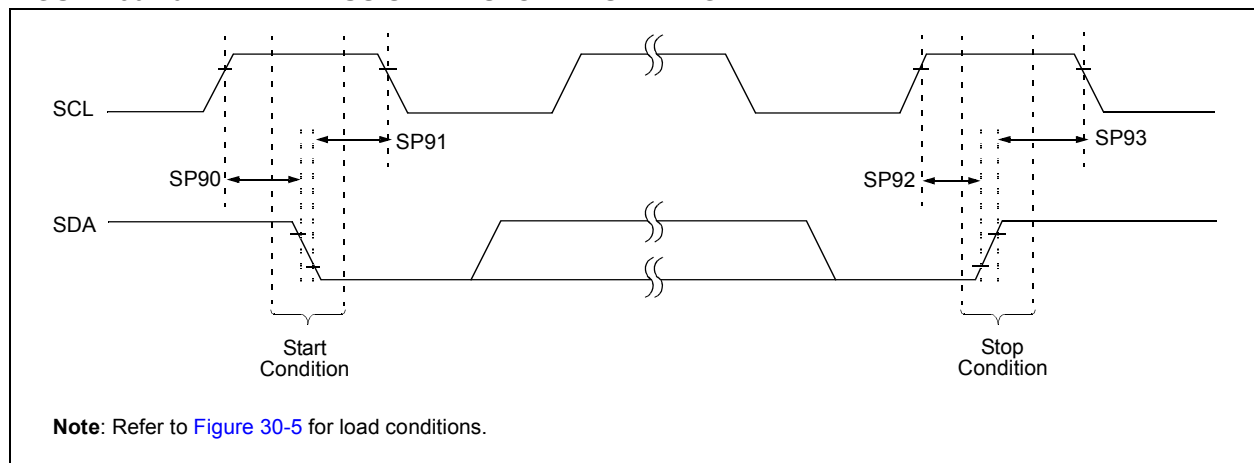 SCL
SP91
SP93
SP90
SP92
SDA
Start
Condition
Stop
Condition
Note: Refer to Figure 30-5 for load conditions.